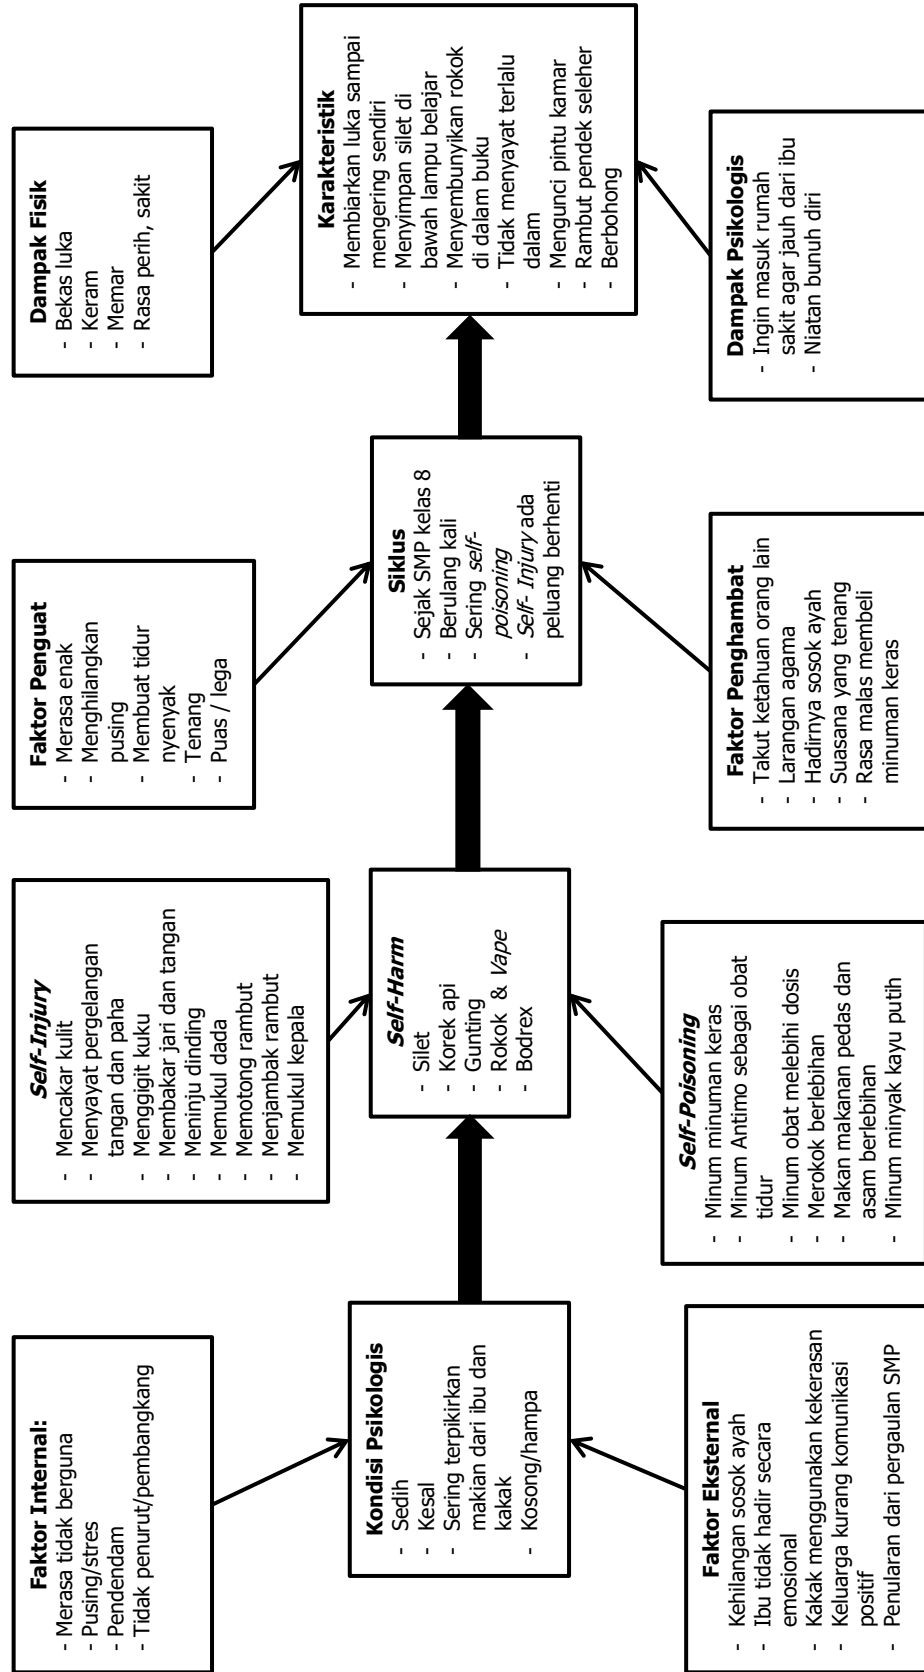 Faktor Internal:
- Merasa tidak berguna
- Pusing/stres
- Pendendam
- Tidak penurut/pembangkang
Self-Injury
- Mencakar kulit
- Menyayat pergelangan
tangan dan paha
- Menggigit kuku
- Membakar jari dan tangan
- Meninju dinding
- Memukul dada
- Memotong rambut
- Menjambak rambut
- Memukul kepala
Faktor Penguat
- Merasa enak
- Menghilangkan
pusing
- Membuat tidur
nyenyak
- Tenang
- Puas / lega
Dampak Fisik
- Bekas luka
- Keram
- Memar
- Rasa perih, sakit
Kondisi Psikologis
- Sedih
- Kesal
- Sering terpikirkan
makian dari ibu dan
kakak
- Kosong/hampa
Self-Harm
- Silet
- Korek api
- Gunting
- Rokok & Vape
- Bodrex
Siklus
- Sejak SMP kelas 8
- Berulang kali
- Sering self-
poisoning
- Self- Injury ada
peluang berhenti
Karakteristik
- Membiarkan luka sampai
mengering sendiri
- Menyimpan silet di
bawah lampu belajar
- Menyembunyikan rokok
di dalam buku
- Tidak menyayat terlalu
dalam
- Mengunci pintu kamar
- Rambut pendek seleher
- Berbohong
Faktor Eksternal
- Kehilangan sosok ayah
- Ibu tidak hadir secara
emosional
- Kakak menggunakan kekerasan
- Keluarga kurang komunikasi
positif
- Penularan dari pergaulan SMP
Self-Poisoning
- Minum minuman keras
- Minum Antimo sebagai obat
tidur
- Minum obat melebihi dosis
- Merokok berlebihan
- Makan makanan pedas dan
asam berlebihan
- Minum minyak kayu putih
Faktor Penghambat
- Takut ketahuan orang lain
- Larangan agama
- Hadirnya sosok ayah
- Suasana yang tenang
- Rasa malas membeli
minuman keras
Dampak Psikologis
- Ingin masuk rumah
sakit agar jauh dari ibu
- Niatan bunuh diri